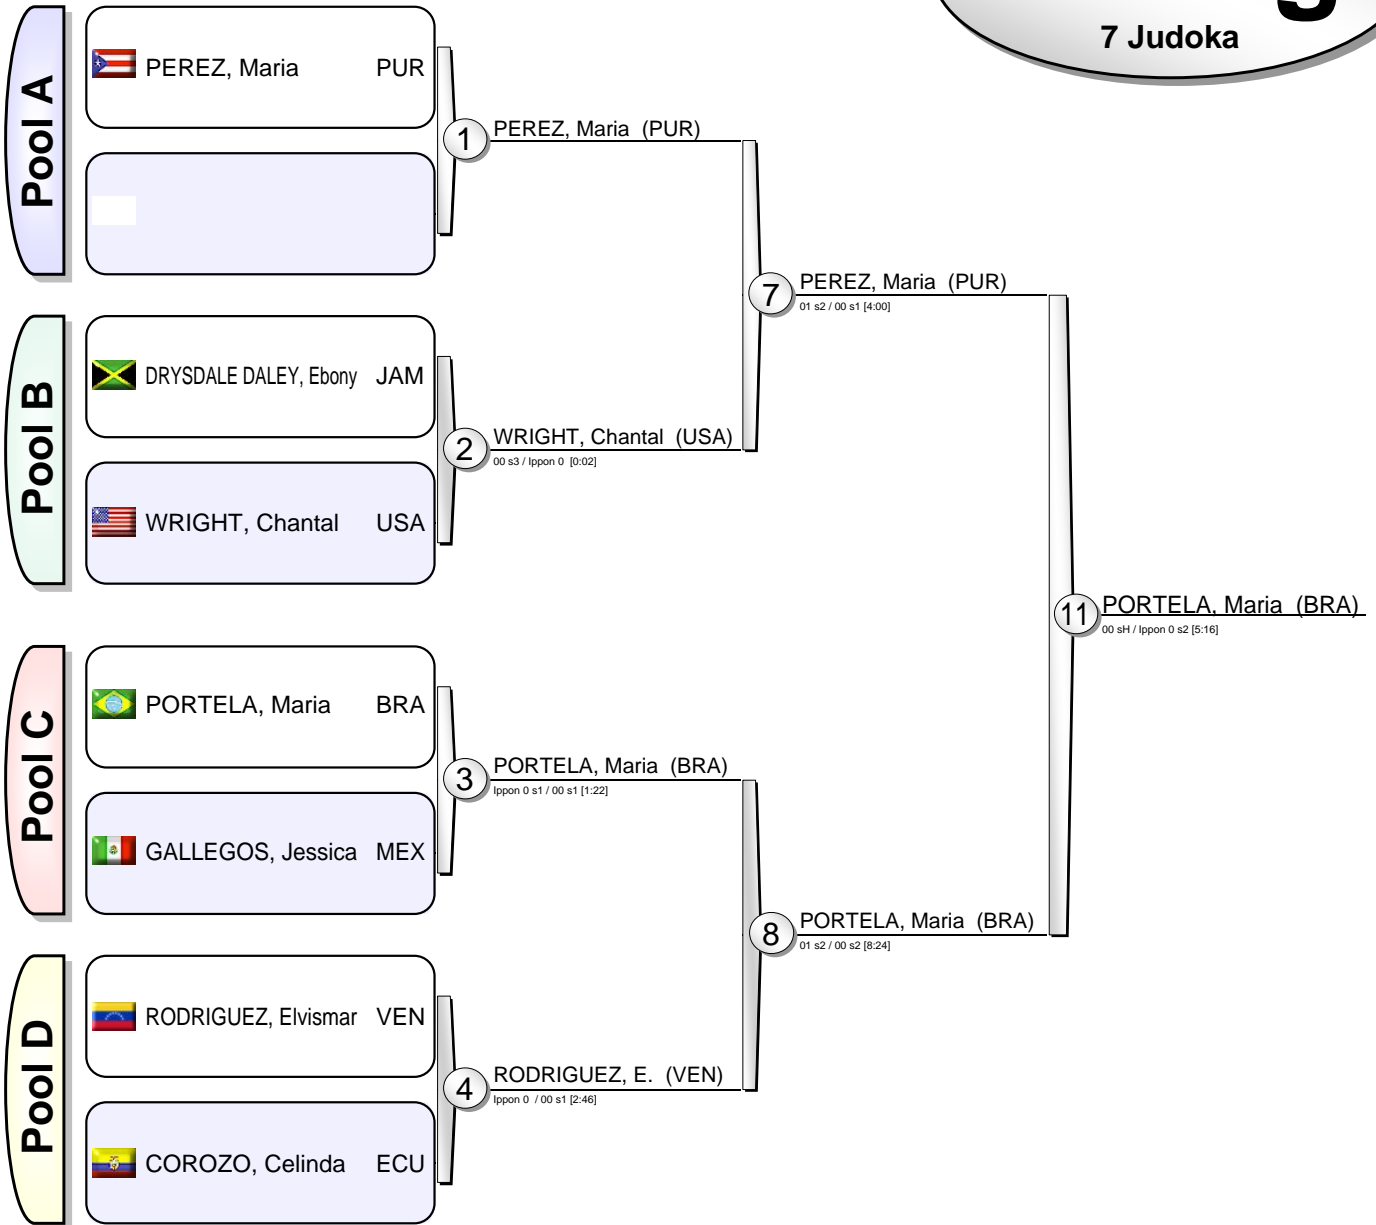 7 Judoka
Pool A
PEREZ, Maria PUR
1
PEREZ, Maria (PUR)
7
PEREZ, Maria (PUR)
01 s2 / 00 s1 [4:00]
Pool B
DRYSDALE DALEY, Ebony JAM
2
WRIGHT, Chantal (USA)
00 s3 / Ippon 0 [0:02]
WRIGHT, Chantal USA
11
PORTELA, Maria (BRA)
00 sH / Ippon 0 s2 [5:16]
Pool C
PORTELA, Maria BRA
3
PORTELA, Maria (BRA)
Ippon 0 s1 / 00 s1 [1:22]
GALLEGOS, Jessica MEX
8
PORTELA, Maria (BRA)
01 s2 / 00 s2 [8:24]
Pool D
RODRIGUEZ, Elvismar VEN
4
RODRIGUEZ, E. (VEN)
Ippon 0 / 00 s1 [2:46]
COROZO, Celinda ECU